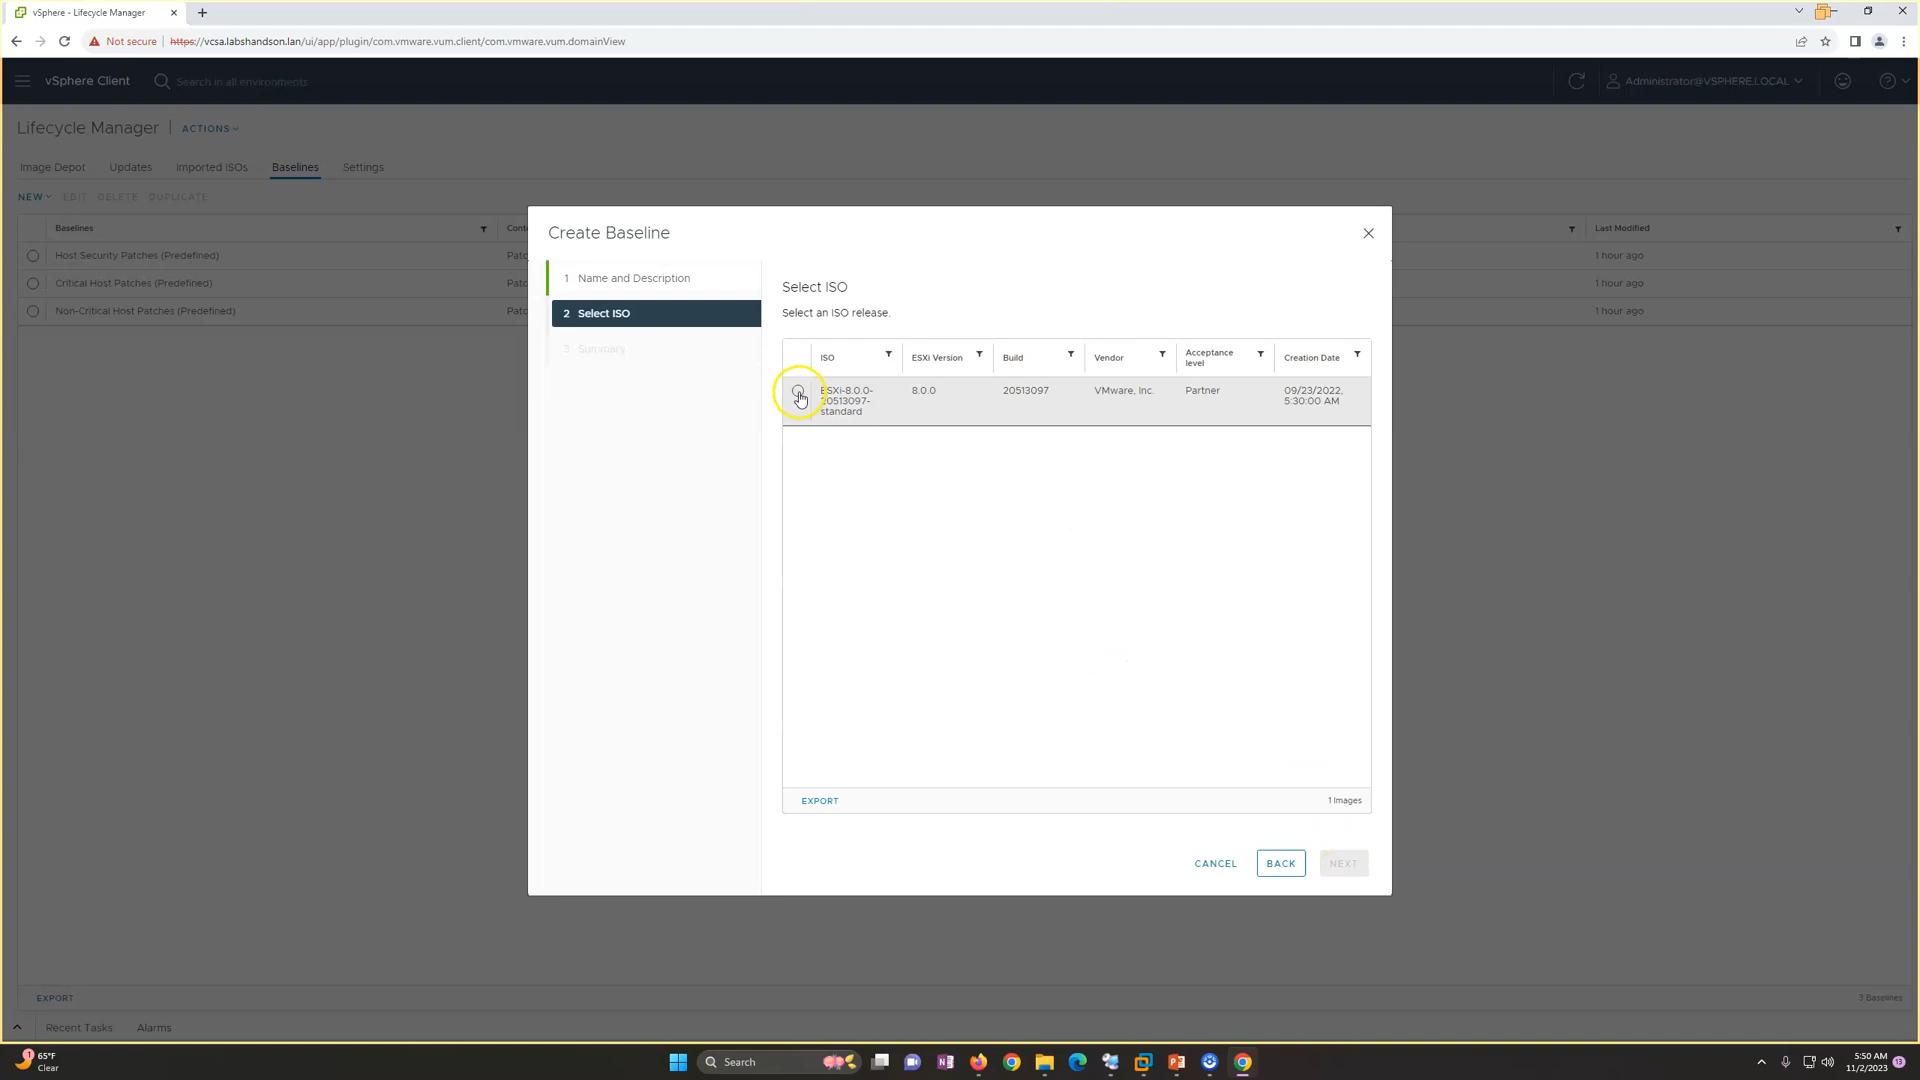 vSphere - Lifecycle Manager
Not secure https://vcsa.labshandson.lan/ui/app/plugin/com.vmware.vum.client/com.vmware.vum.domainView
vSphere Client Search in all environments Administrator@VSPHERE.LOCAL
Lifecycle Manager ACTIONS
Image Depot Updates Imported ISOs Baselines Settings
NEW EDIT DELETE DUPLICATE
Baselines Conte Last Modified
Host Security Patches (Predefined) Patc 1 hour ago
Critical Host Patches (Predefined) Patc 1 hour ago
Non-Critical Host Patches (Predefined) Patc 1 hour ago
Create Baseline
1 Name and Description
2 Select ISO
3 Summary
Select ISO
Select an ISO release.
ISO ESXi Version Build Vendor Acceptance level Creation Date
ESXi-8.0.0-20513097-standard 8.0.0 20513097 VMware, Inc. Partner 09/23/2022, 5:30:00 AM
EXPORT 1 Images
CANCEL BACK NEXT
EXPORT 3 Baselines
Recent Tasks Alarms
1 65°F
Clear
Search
5:50 AM
11/2/2023
13